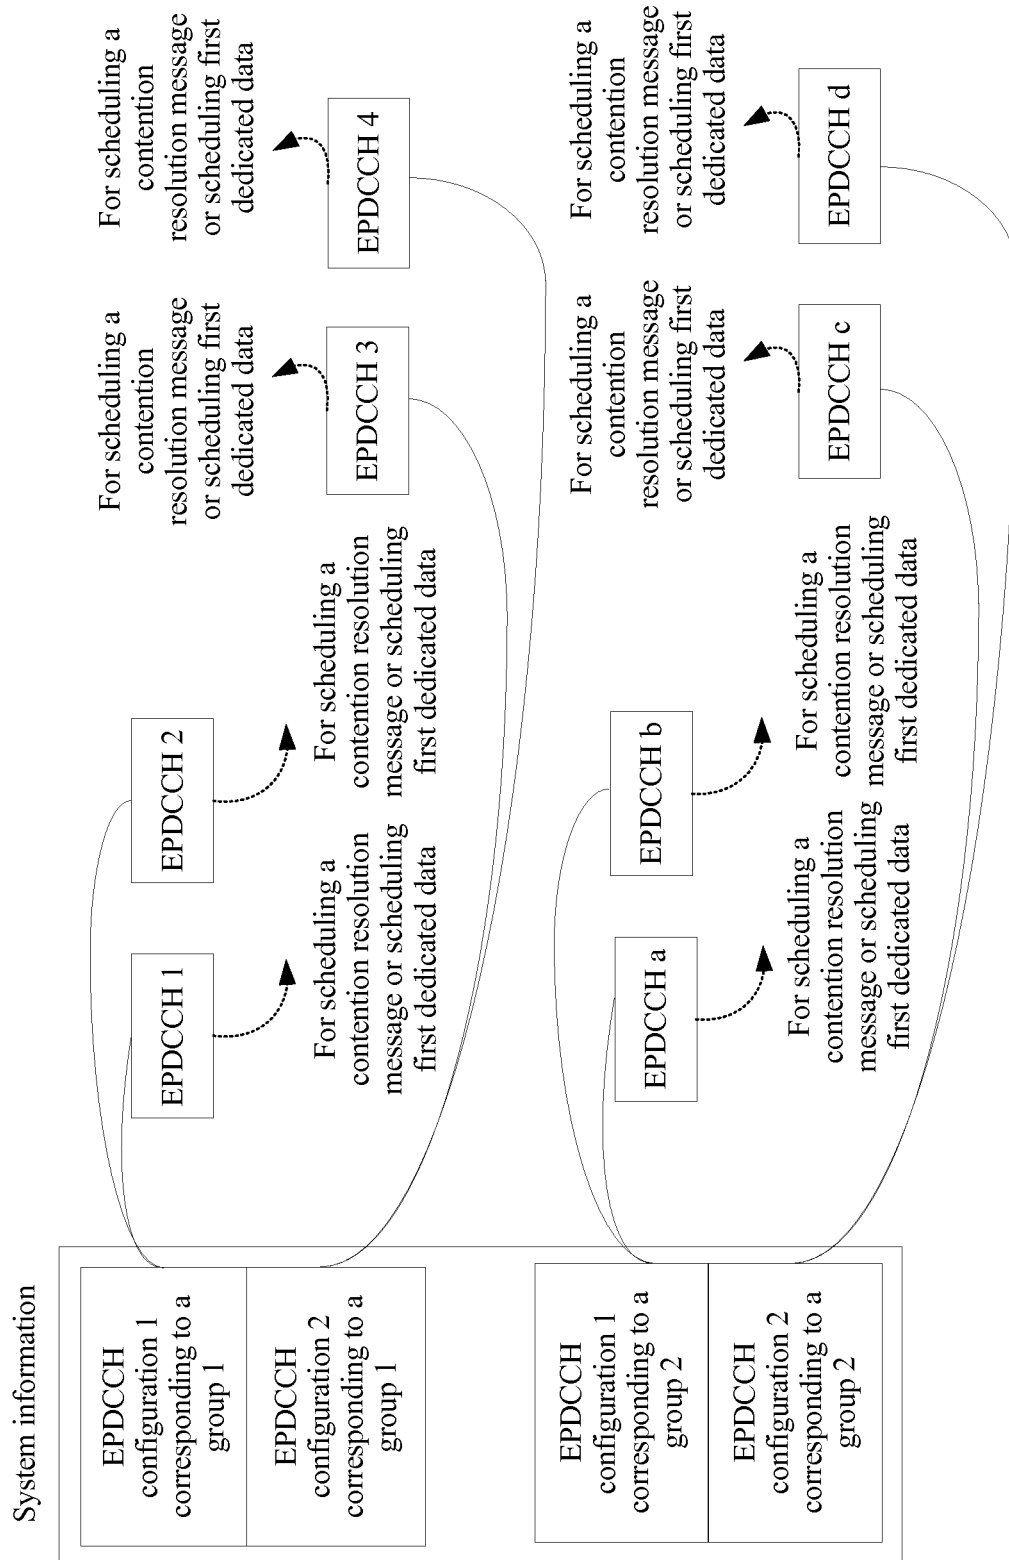 System information
EPDCCH
configuration 1
corresponding to a
group 1
EPDCCH
configuration 2
corresponding to a
group 1
EPDCCH
configuration 1
corresponding to a
group 2
EPDCCH
configuration 2
corresponding to a
group 2
EPDCCH 1
For scheduling a
contention resolution
message or scheduling
first dedicated data
EPDCCH 2
For scheduling a
contention resolution
message or scheduling
first dedicated data
For scheduling a
contention
resolution message
or scheduling first
dedicated data
EPDCCH 3
For scheduling a
contention
resolution message
or scheduling first
dedicated data
EPDCCH 4
EPDCCH a
For scheduling a
contention resolution
message or scheduling
first dedicated data
EPDCCH b
For scheduling a
contention resolution
message or scheduling
first dedicated data
For scheduling a
contention
resolution message
or scheduling first
dedicated data
EPDCCH c
For scheduling a
contention
resolution message
or scheduling first
dedicated data
EPDCCH d